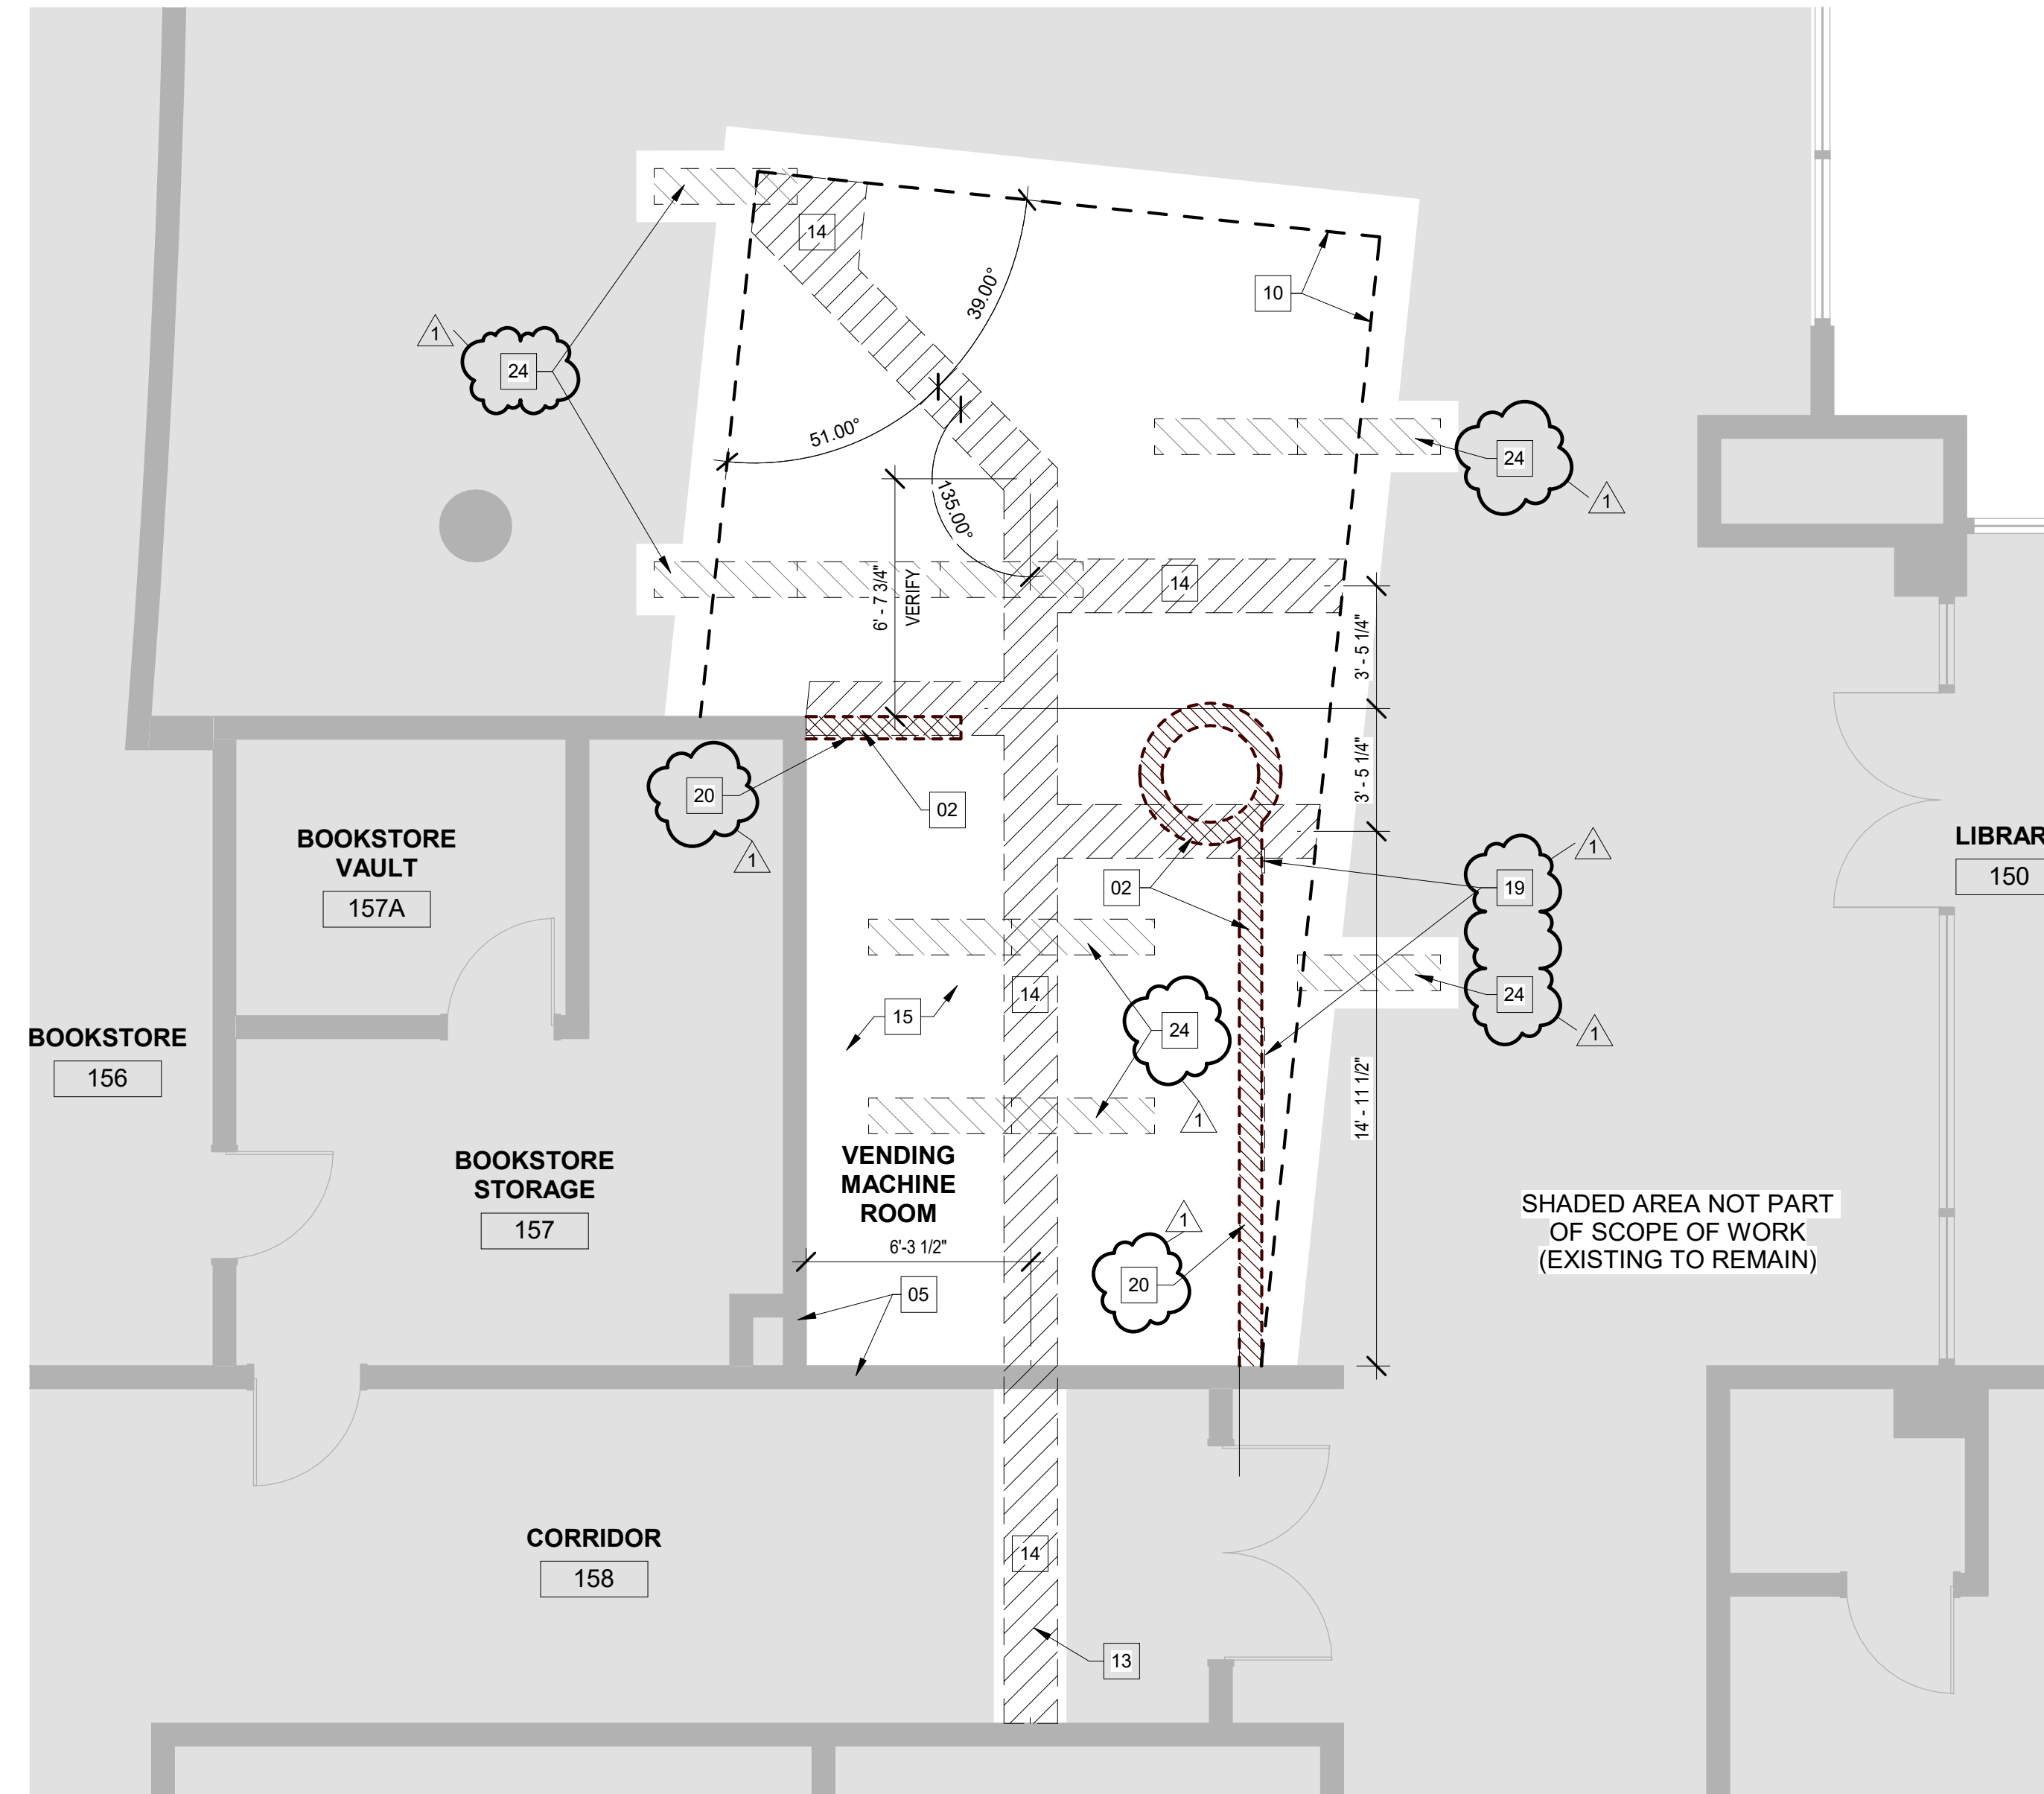 14
10
39.00°
1
24
51.00°
24
1
135.00°
6' - 7 3/4"
VERIFY
14
3' - 5 1/4"
3' - 5 1/4"
20
1
02
BOOKSTORE
VAULT
157A
02
1
19
24
1
LIBRAR
150
14
15
24
1
BOOKSTORE
156
14' - 11 1/2"
BOOKSTORE
STORAGE
157
VENDING
MACHINE
ROOM
6'-3 1/2"
05
1
20
SHADED AREA NOT PART
OF SCOPE OF WORK
(EXISTING TO REMAIN)
CORRIDOR
158
14
13